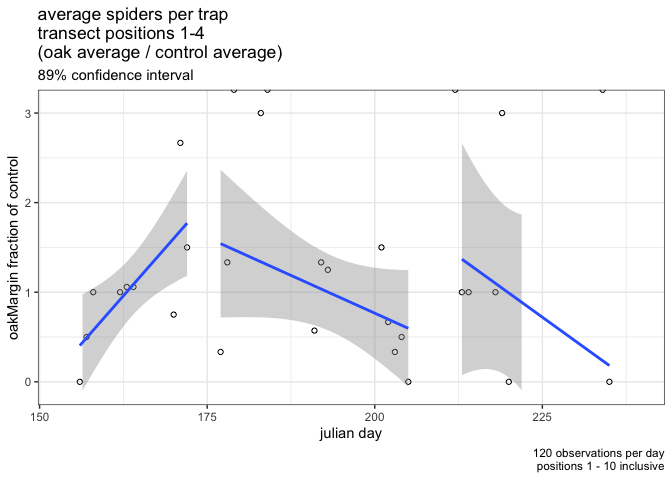 average spiders per trap
transect positions 1-4
(oak average / control average)
89% confidence interval
oakMargin fraction of control
3
2
1
0
150
175
200
225
julian day
120 observations per day
positions 1 - 10 inclusive